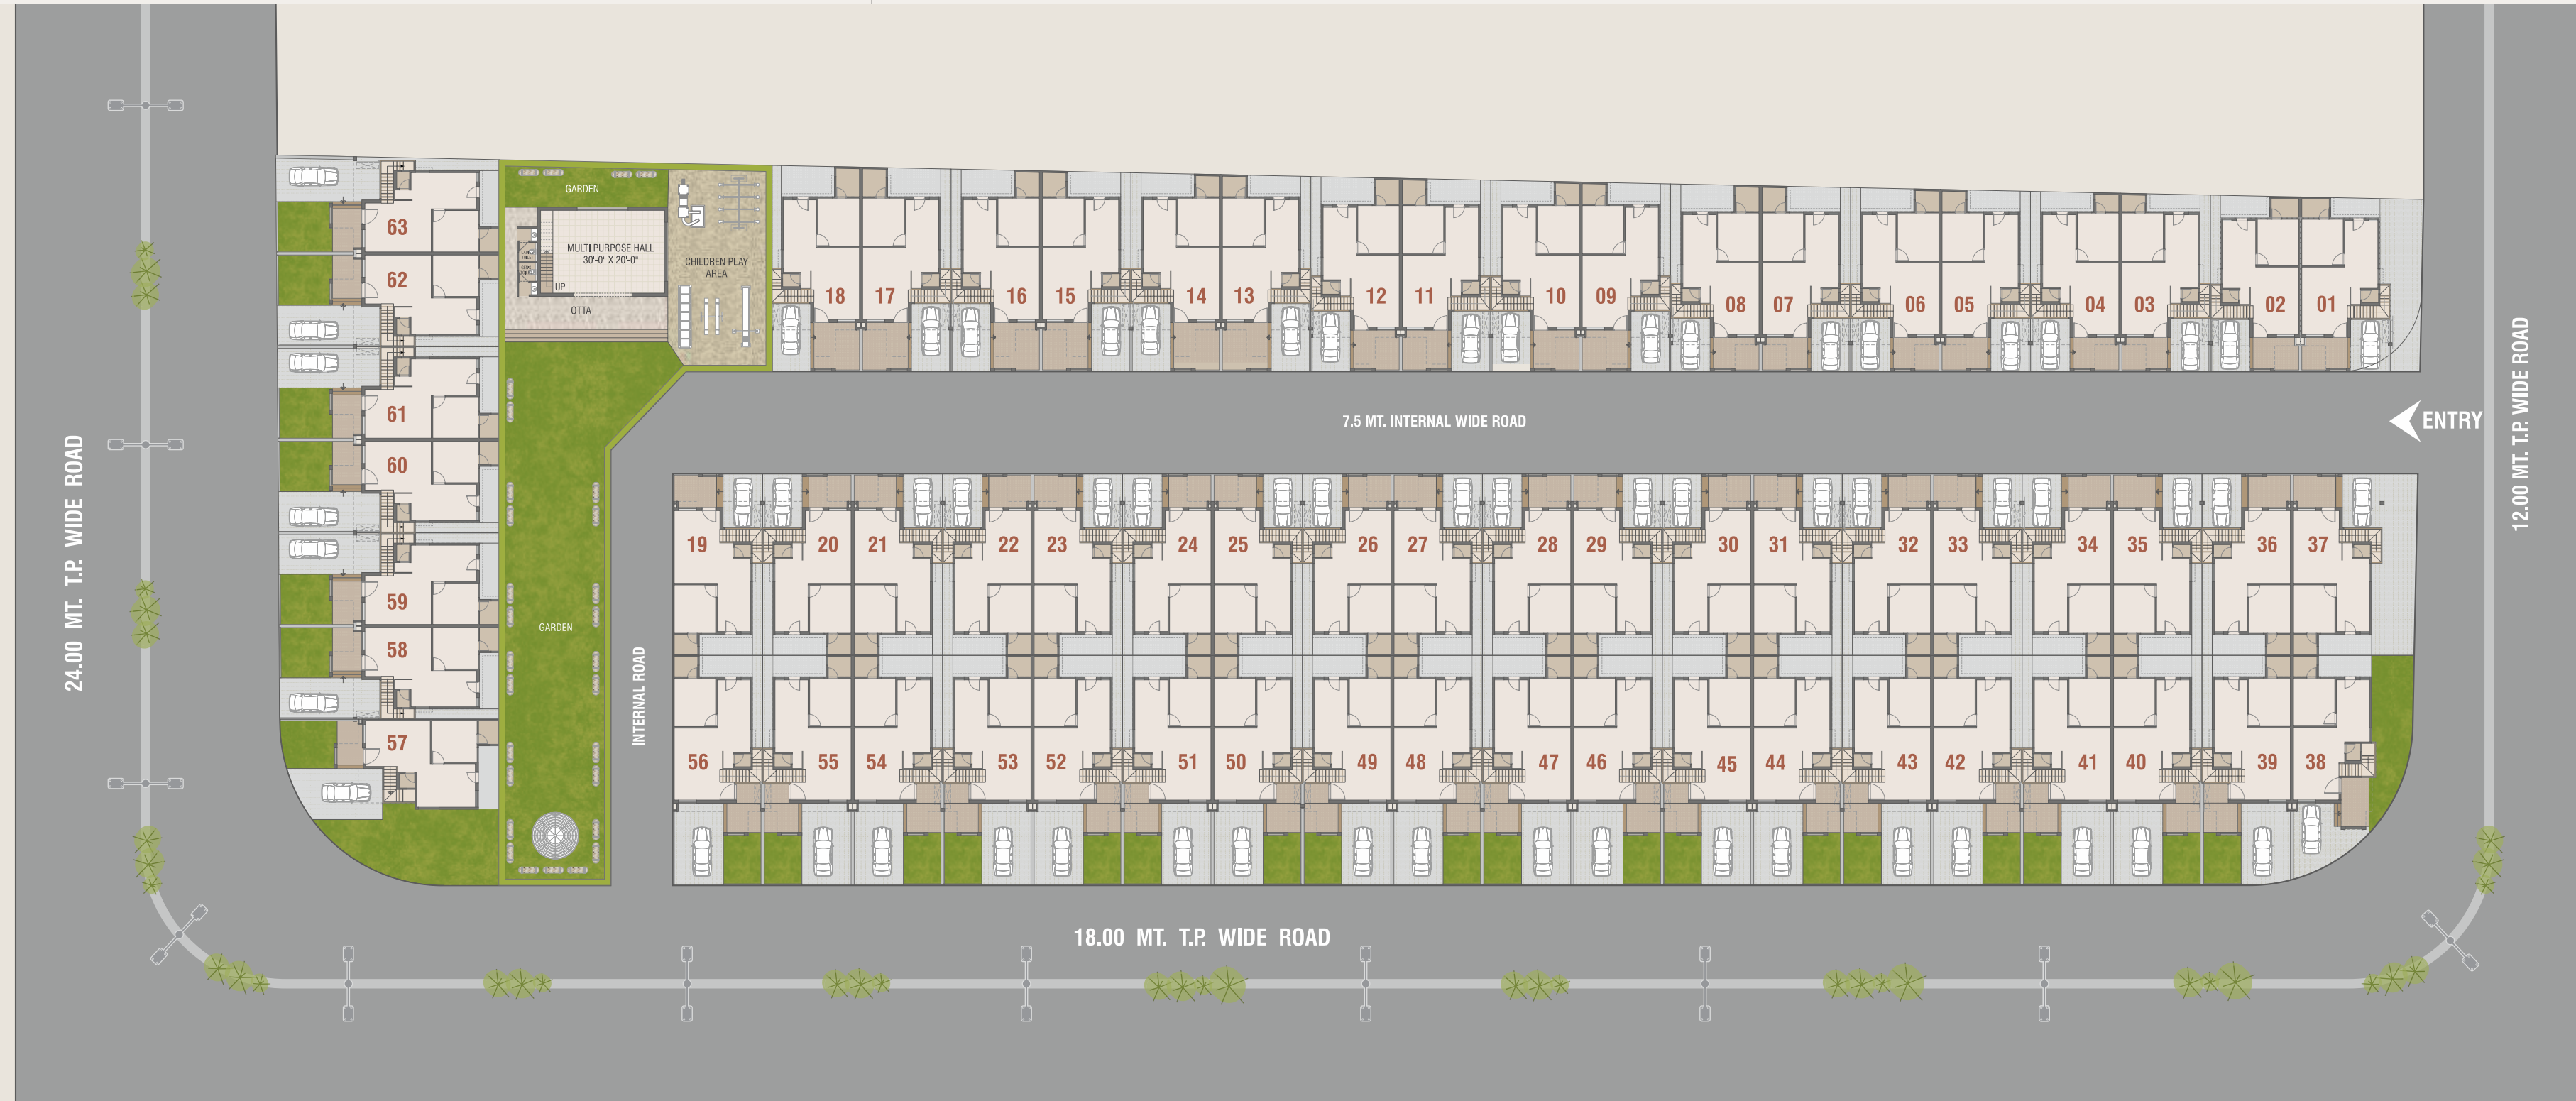 GARDEN
MULTI PURPOSE HALL
30'-0" X 20'-0"
UP
OTTA
CHILDREN PLAY
AREA
63
62
61
60
59
58
57
18 17 16 15 14 13 12 11 10 09 08 07 06 05 04 03 02 01
7.5 MT. INTERNAL WIDE ROAD
ENTRY
12.00 MT. T.P. WIDE ROAD
24.00 MT. T.P. WIDE ROAD
19 20 21 22 23 24 25 26 27 28 29 30 31 32 33 34 35 36 37
GARDEN
INTERNAL ROAD
56 55 54 53 52 51 50 49 48 47 46 45 44 43 42 41 40 39 38
18.00 MT. T.P. WIDE ROAD